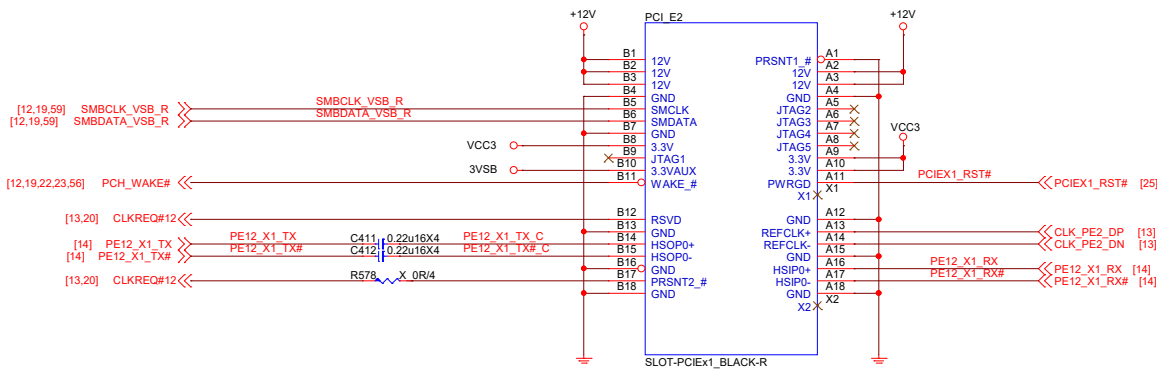 +12V PCI_E2 +12V
B1 12V PRSNT1_# A1
B2 12V 12V A2
B3 12V 12V A3
B4 GND GND A4
[12,19,59] SMBCLK_VSB_R SMBCLK_VSB_R B5 SMCLK JTAG2 A5
[12,19,59] SMBDATA_VSB_R SMBDATA_VSB_R B6 SMDATA JTAG3 A6
B7 GND JTAG4 A7 VCC3
VCC3 B8 3.3V JTAG5 A8
B9 JTAG1 3.3V A9
3VSB B10 3.3VAUX 3.3V A10
[12,19,22,23,56] PCH_WAKE# B11 WAKE_# PWRGD A11 PCIEX1_RST# PCIEX1_RST# [25]
X1 X1
[13,20] CLKREQ#12 B12 RSVD GND A12
B13 GND REFCLK+ A13 CLK_PE2_DP [13]
[14] PE12_X1_TX PE12_X1_TX C411 0.22u16X4 PE12_X1_TX_C B14 HSOP0+ REFCLK- A14 CLK_PE2_DN [13]
[14] PE12_X1_TX# PE12_X1_TX# C412 0.22u16X4 PE12_X1_TX#_C B15 HSOP0- GND A15
B16 GND HSIP0+ A16 PE12_X1_RX PE12_X1_RX [14]
[13,20] CLKREQ#12 R578 X_0R/4 B17 PRSNT2_# HSIP0- A17 PE12_X1_RX# PE12_X1_RX# [14]
B18 GND GND A18
X2 X2
SLOT-PCIEx1_BLACK-R